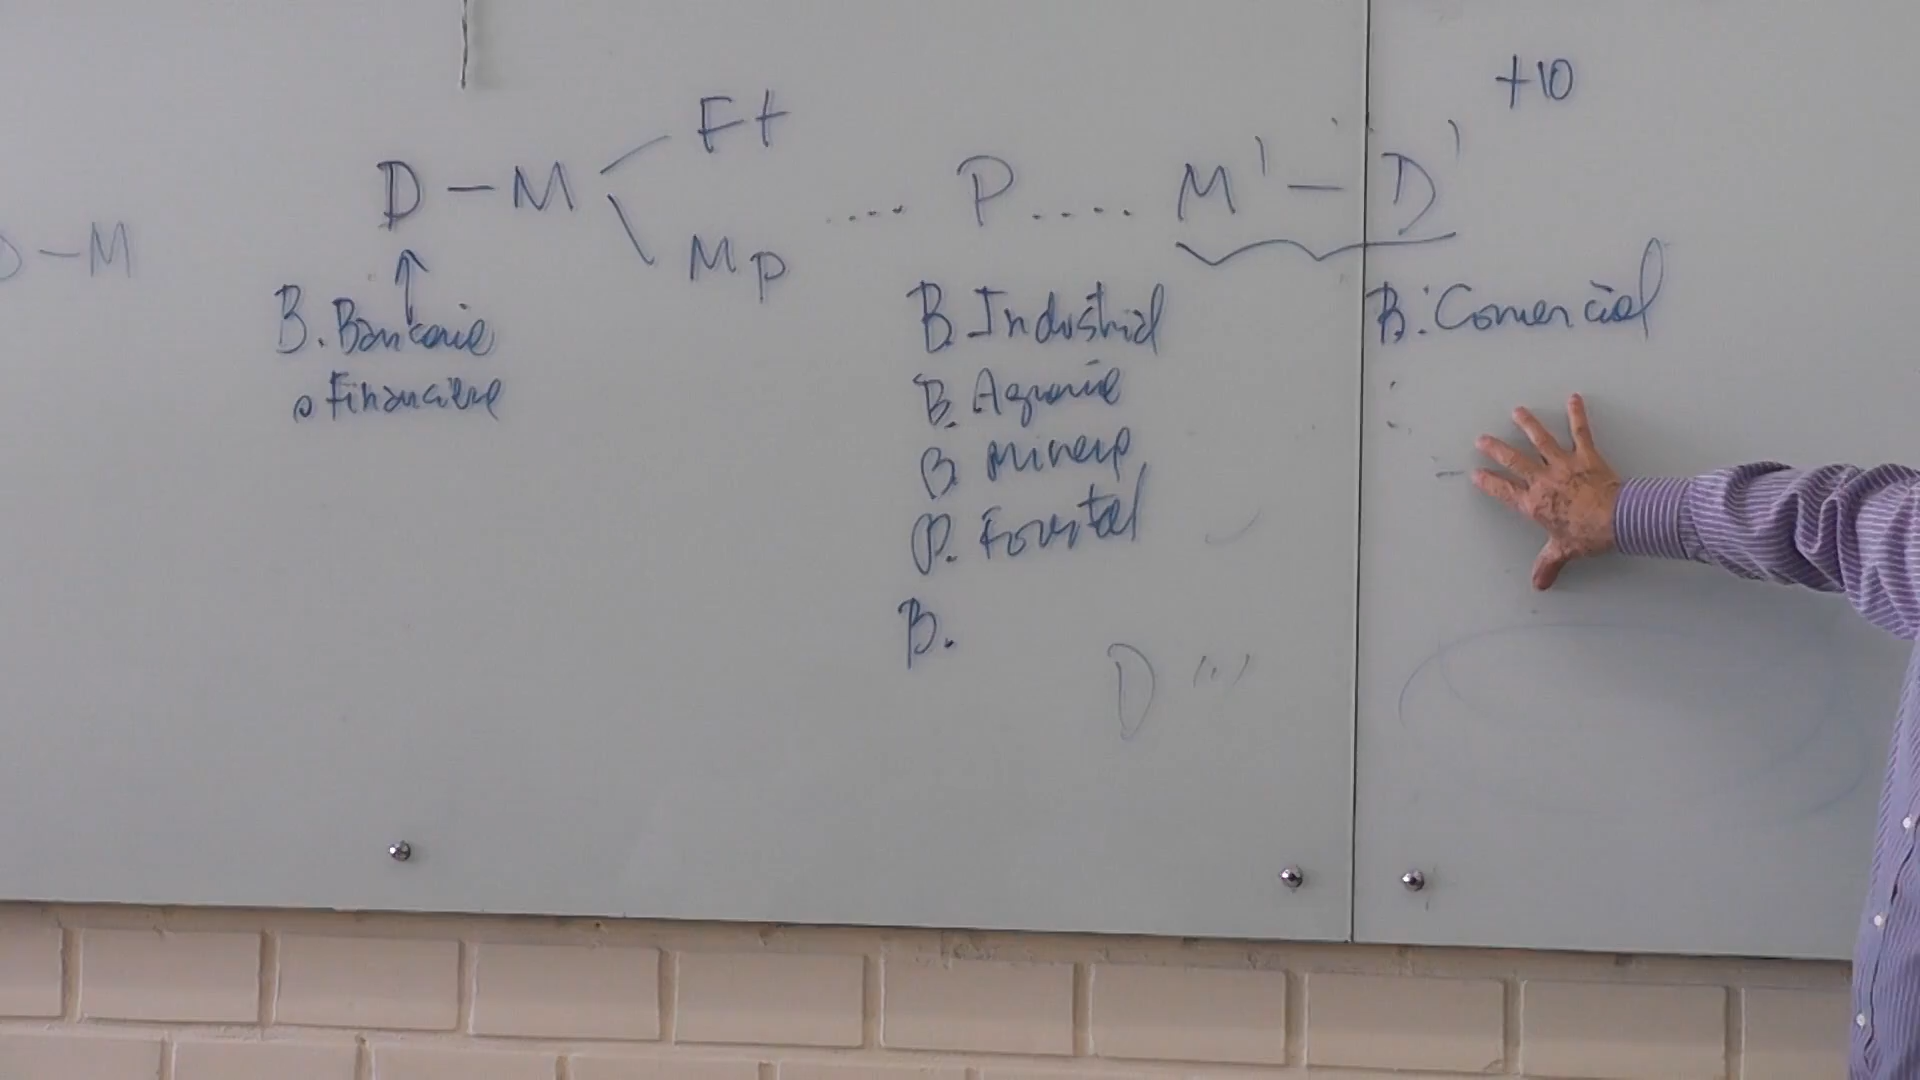 +10
Ft
D – M ..... P ..... M' – D'
Mp
D – M
B. Bancaria
o Financiera
B. Industrial
B. Agraria
B. Minera
B. Forestal
B.
B. Comercial
D '''